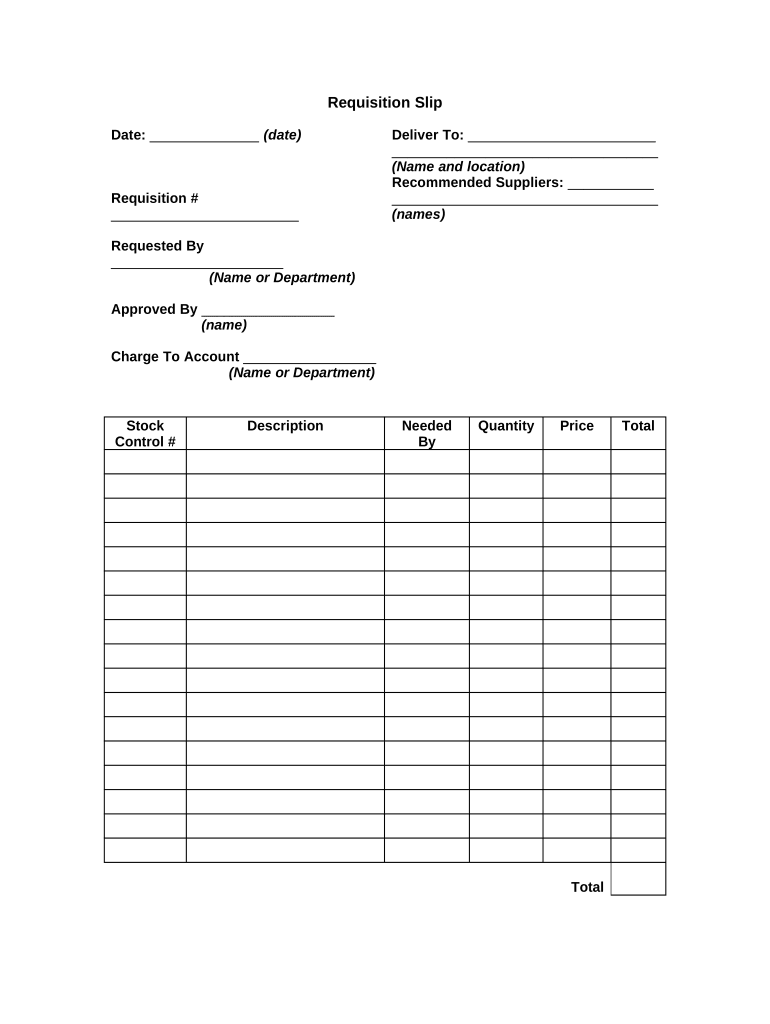 Requisition Slip
Date: ______________ (date)
Requisition #
________________________
Requested By
______________________
(Name or Department)
Approved By _________________
(name)
Charge To Account _________________
(Name or Department)
Deliver To: ________________________
__________________________________
(Name and location)
Recommended Suppliers: ___________
__________________________________
(names)
Stock Control # Description Needed By Quantity Price Total
Total